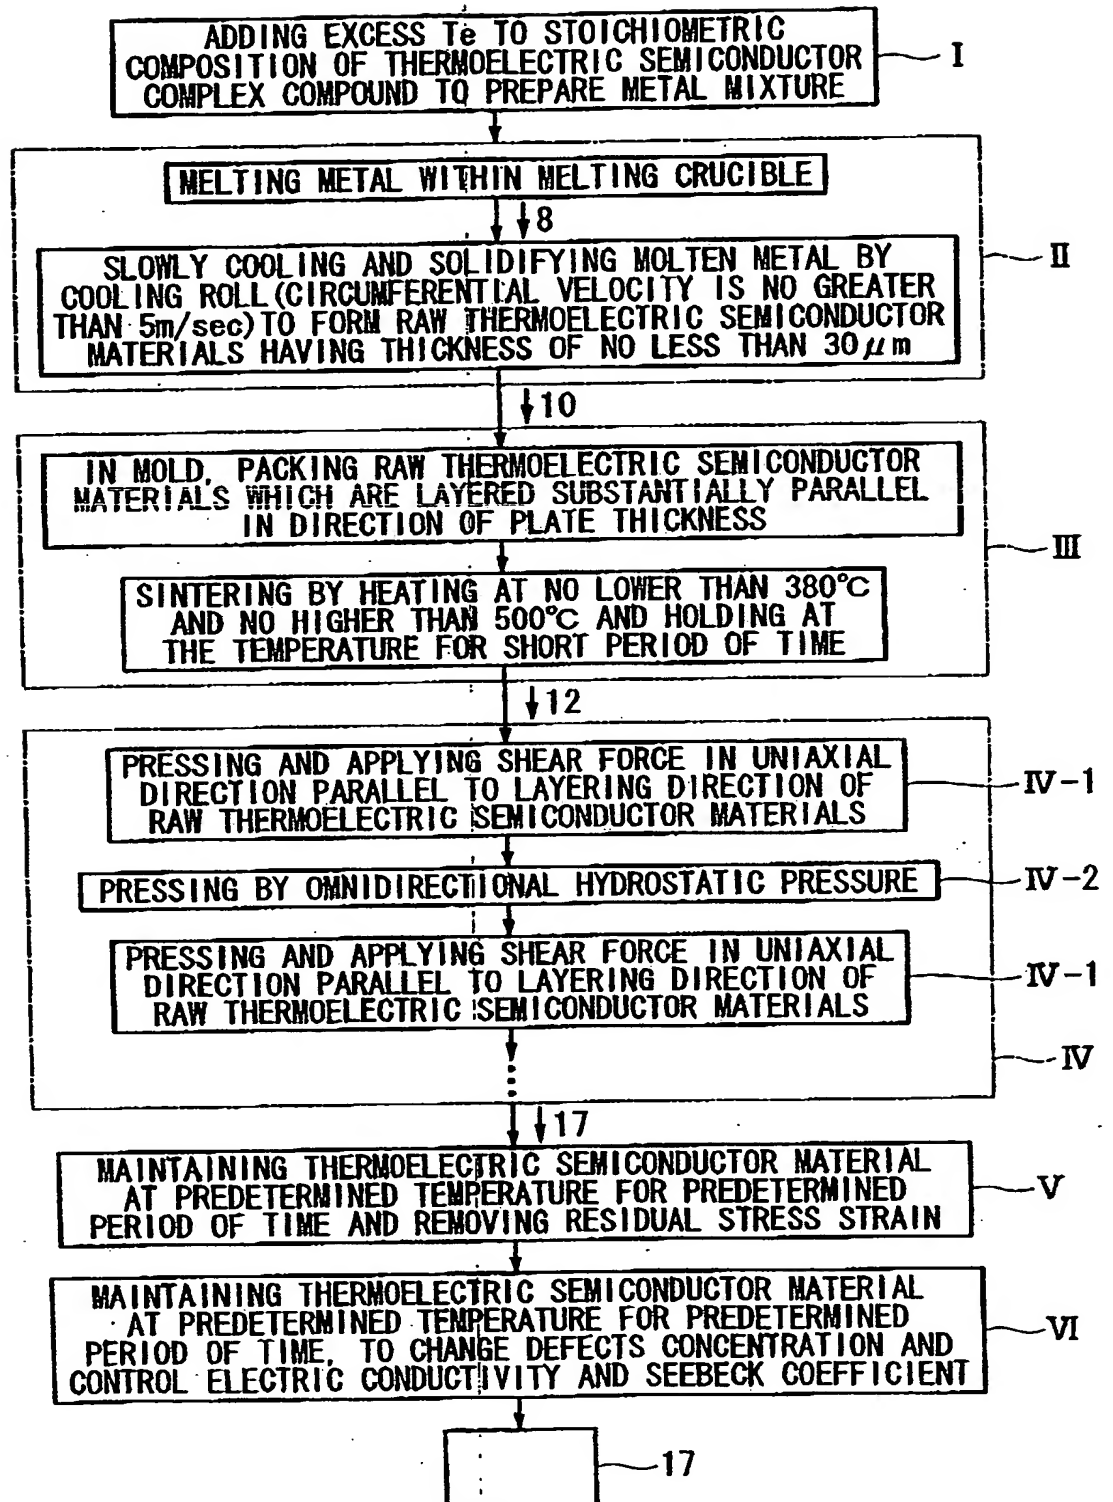 ADDING EXCESS Te TO STOICHIOMETRIC
COMPOSITION OF THERMOELECTRIC SEMICONDUCTOR
COMPLEX COMPOUND TO PREPARE METAL MIXTURE
I
MELTING METAL WITHIN MELTING CRUCIBLE
8
SLOWLY COOLING AND SOLIDIFYING MOLTEN METAL BY
COOLING ROLL (CIRCUMFERENTIAL VELOCITY IS NO GREATER
THAN 5m/sec) TO FORM RAW THERMOELECTRIC SEMICONDUCTOR
MATERIALS HAVING THICKNESS OF NO LESS THAN 30μm
II
10
IN MOLD, PACKING RAW THERMOELECTRIC SEMICONDUCTOR
MATERIALS WHICH ARE LAYERED SUBSTANTIALLY PARALLEL
IN DIRECTION OF PLATE THICKNESS
III
SINTERING BY HEATING AT NO LOWER THAN 380℃
AND NO HIGHER THAN 500℃ AND HOLDING AT
THE TEMPERATURE FOR SHORT PERIOD OF TIME
12
PRESSING AND APPLYING SHEAR FORCE IN UNIAXIAL
DIRECTION PARALLEL TO LAYERING DIRECTION OF
RAW THERMOELECTRIC SEMICONDUCTOR MATERIALS
IV-1
PRESSING BY OMNIDIRECTIONAL HYDROSTATIC PRESSURE
IV-2
PRESSING AND APPLYING SHEAR FORCE IN UNIAXIAL
DIRECTION PARALLEL TO LAYERING DIRECTION OF
RAW THERMOELECTRIC SEMICONDUCTOR MATERIALS
IV-1
IV
17
MAINTAINING THERMOELECTRIC SEMICONDUCTOR MATERIAL
AT PREDETERMINED TEMPERATURE FOR PREDETERMINED
PERIOD OF TIME AND REMOVING RESIDUAL STRESS STRAIN
V
MAINTAINING THERMOELECTRIC SEMICONDUCTOR MATERIAL
AT PREDETERMINED TEMPERATURE FOR PREDETERMINED
PERIOD OF TIME, TO CHANGE DEFECTS CONCENTRATION AND
CONTROL ELECTRIC CONDUCTIVITY AND SEEBECK COEFFICIENT
VI
17